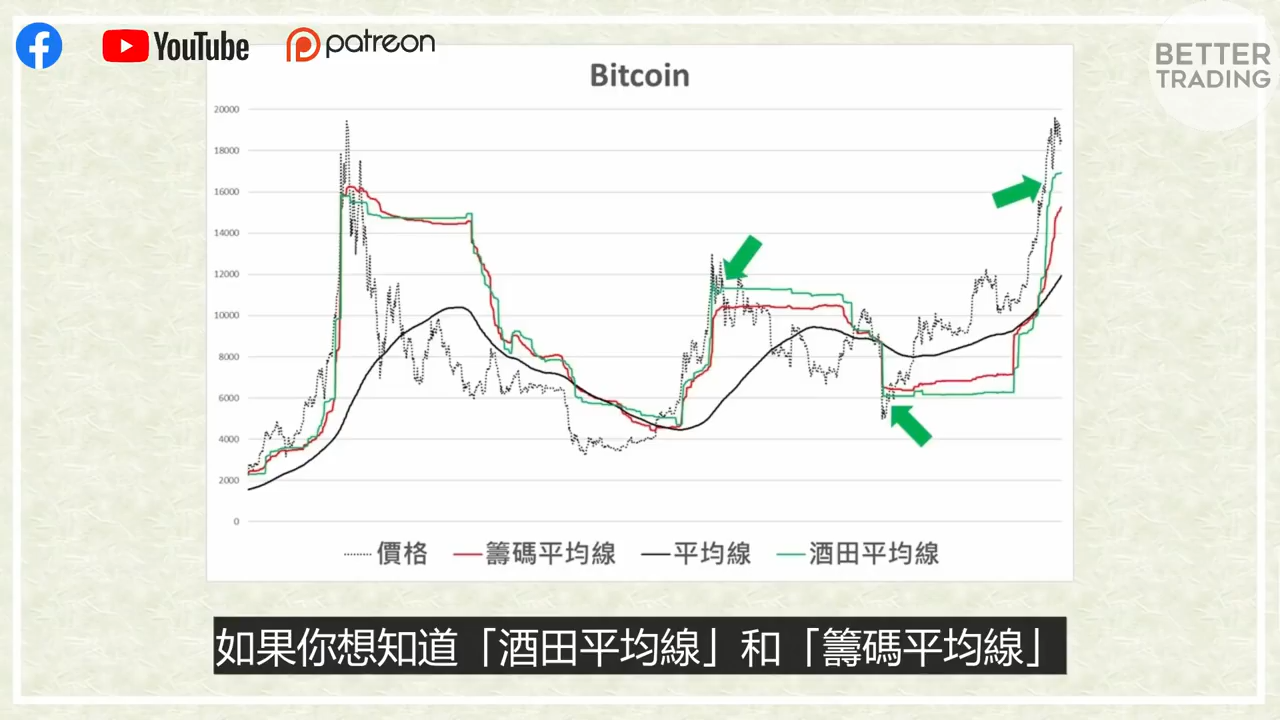 YouTube
patreon
BETTER
TRADING
Bitcoin
20000
18000
16000
14000
12000
10000
8000
6000
4000
2000
0
價格 籌碼平均線 平均線 酒田平均線
如果你想知道「酒田平均線」和「籌碼平均線」